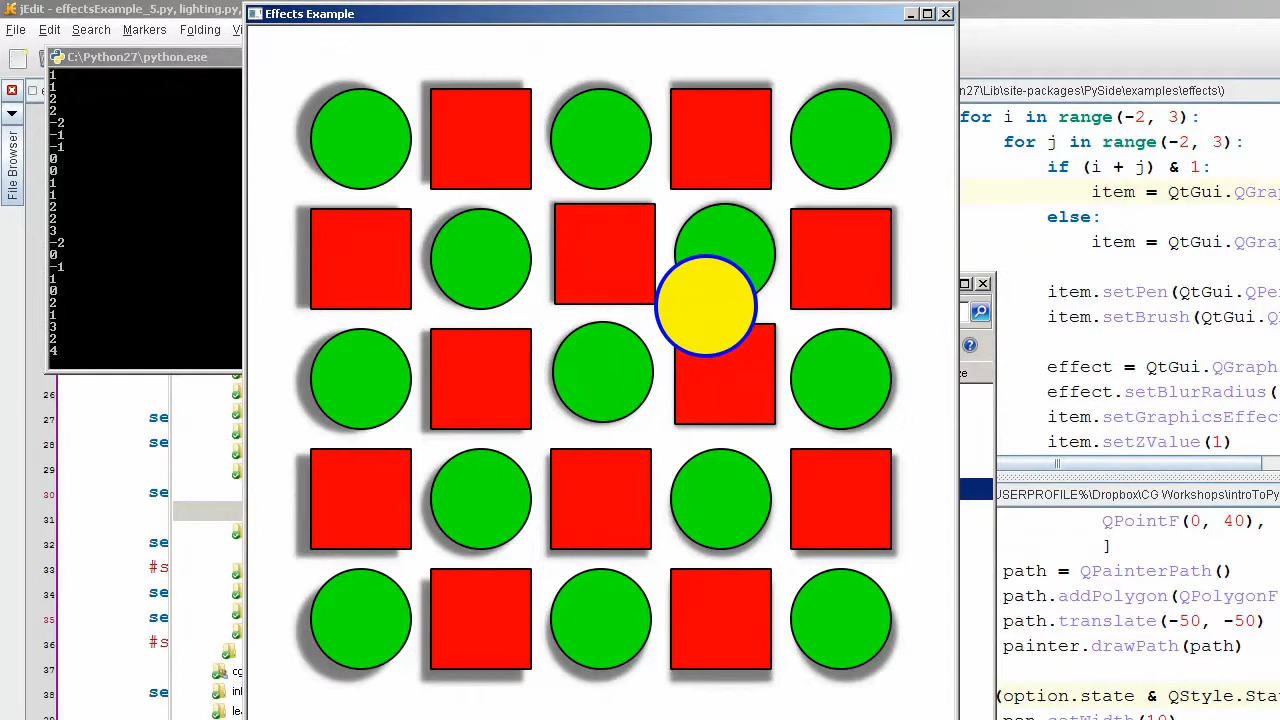 jEdit - effectsExample_5.py, lighting.py,
Effects Example
File Edit Search Markers Folding
C:\Python27\python.exe
n27\Lib\site-packages\PySide\examples\effects\)
File Browser
1
1
2
2
-2
-1
-1
0
0
1
1
2
2
3
-2
0
-1
1
0
2
1
3
2
4
for i in range(-2, 3):
for j in range(-2, 3):
if (i + j) & 1:
item = QtGui.QGra
else:
item = QtGui.QGra
item.setPen(QtGui.QPe
item.setBrush(QtGui.Q
effect = QtGui.QGraph
effect.setBlurRadius(
item.setGraphicsEffec
item.setZValue(1)
26
27 se
28 se
29
30 se
31
32 se
33 #s
34 se
35 se
36 #s
37
38 se
USERPROFILE%\Dropbox\CG Workshops\introToPy
QPointF(0, 40),
]
path = QPainterPath()
path.addPolygon(QPolygonF
path.translate(-50, -50)
painter.drawPath(path)
(option.state & QStyle.Sta